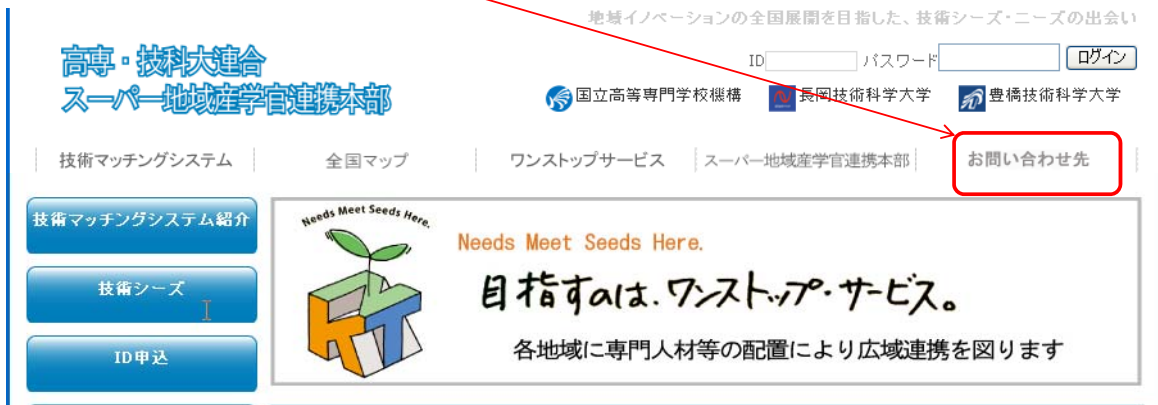 地域イノベーションの全国展開を目指した、技術シーズ・ニーズの出会い
高専・技科大連合
スーパー地域産学官連携本部
ID パスワード ログイン
国立高等専門学校機構 長岡技術科学大学 豊橋技術科学大学
技術マッチングシステム 全国マップ ワンストップサービス スーパー地域産学官連携本部 お問い合わせ先
技術マッチングシステム紹介
技術シーズ
ID申込
Needs Meet Seeds Here.
KT
Needs Meet Seeds Here.
目指すのは、ワンストップ・サービス。
各地域に専門人材等の配置により広域連携を図ります